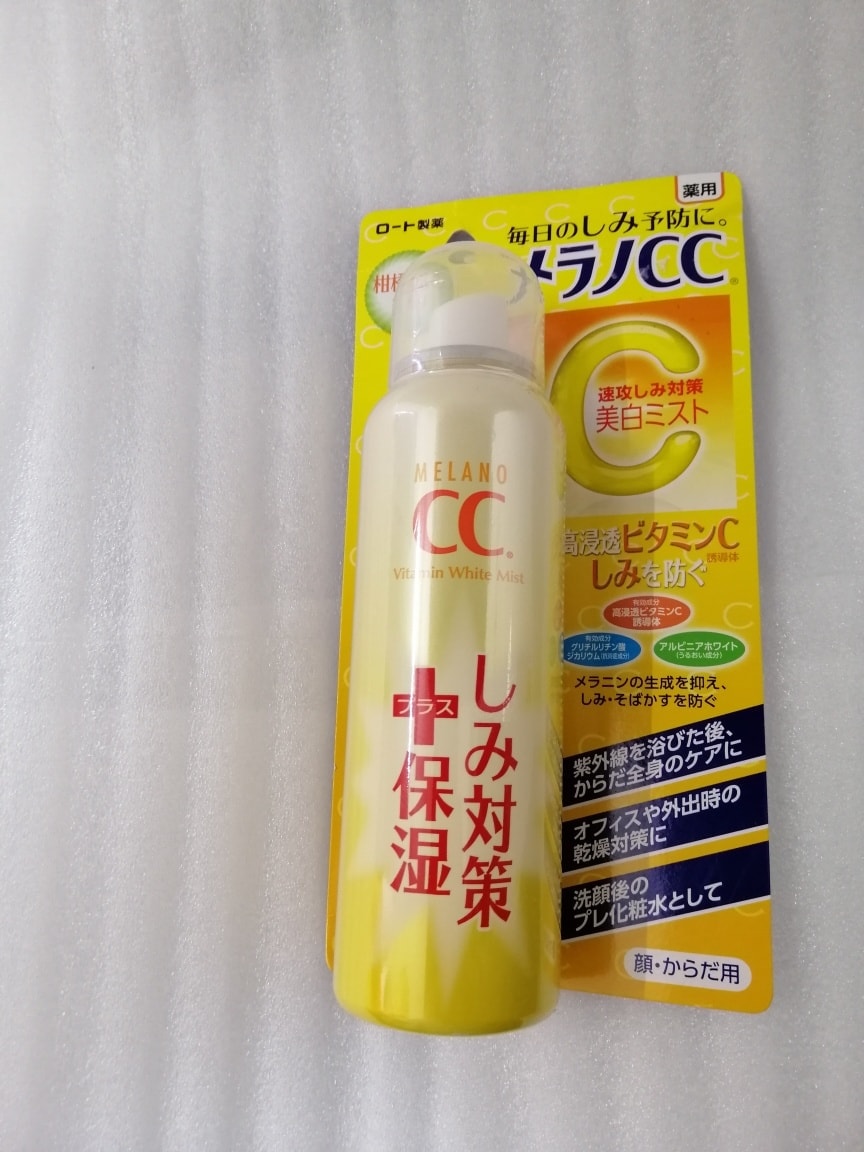 薬用
ロート製薬
毎日のしみ予防に。
メラノCC®
速攻しみ対策
美白ミスト
MELANO
CC.
Vitamin White Mist
高浸透ビタミンC
誘導体
しみを防ぐ
有効成分
高浸透ビタミンC
誘導体
有効成分
グリチルリチン酸
ジカリウム(抗炎症成分)
アルピニアホワイト
(うるおい成分)
メラニンの生成を抑え、
しみ・そばかすを防ぐ
しみ対策
プラス
保湿
紫外線を浴びた後、
からだ全身のケアに
オフィスや外出時の
乾燥対策に
洗顔後の
プレ化粧水として
顔・からだ用